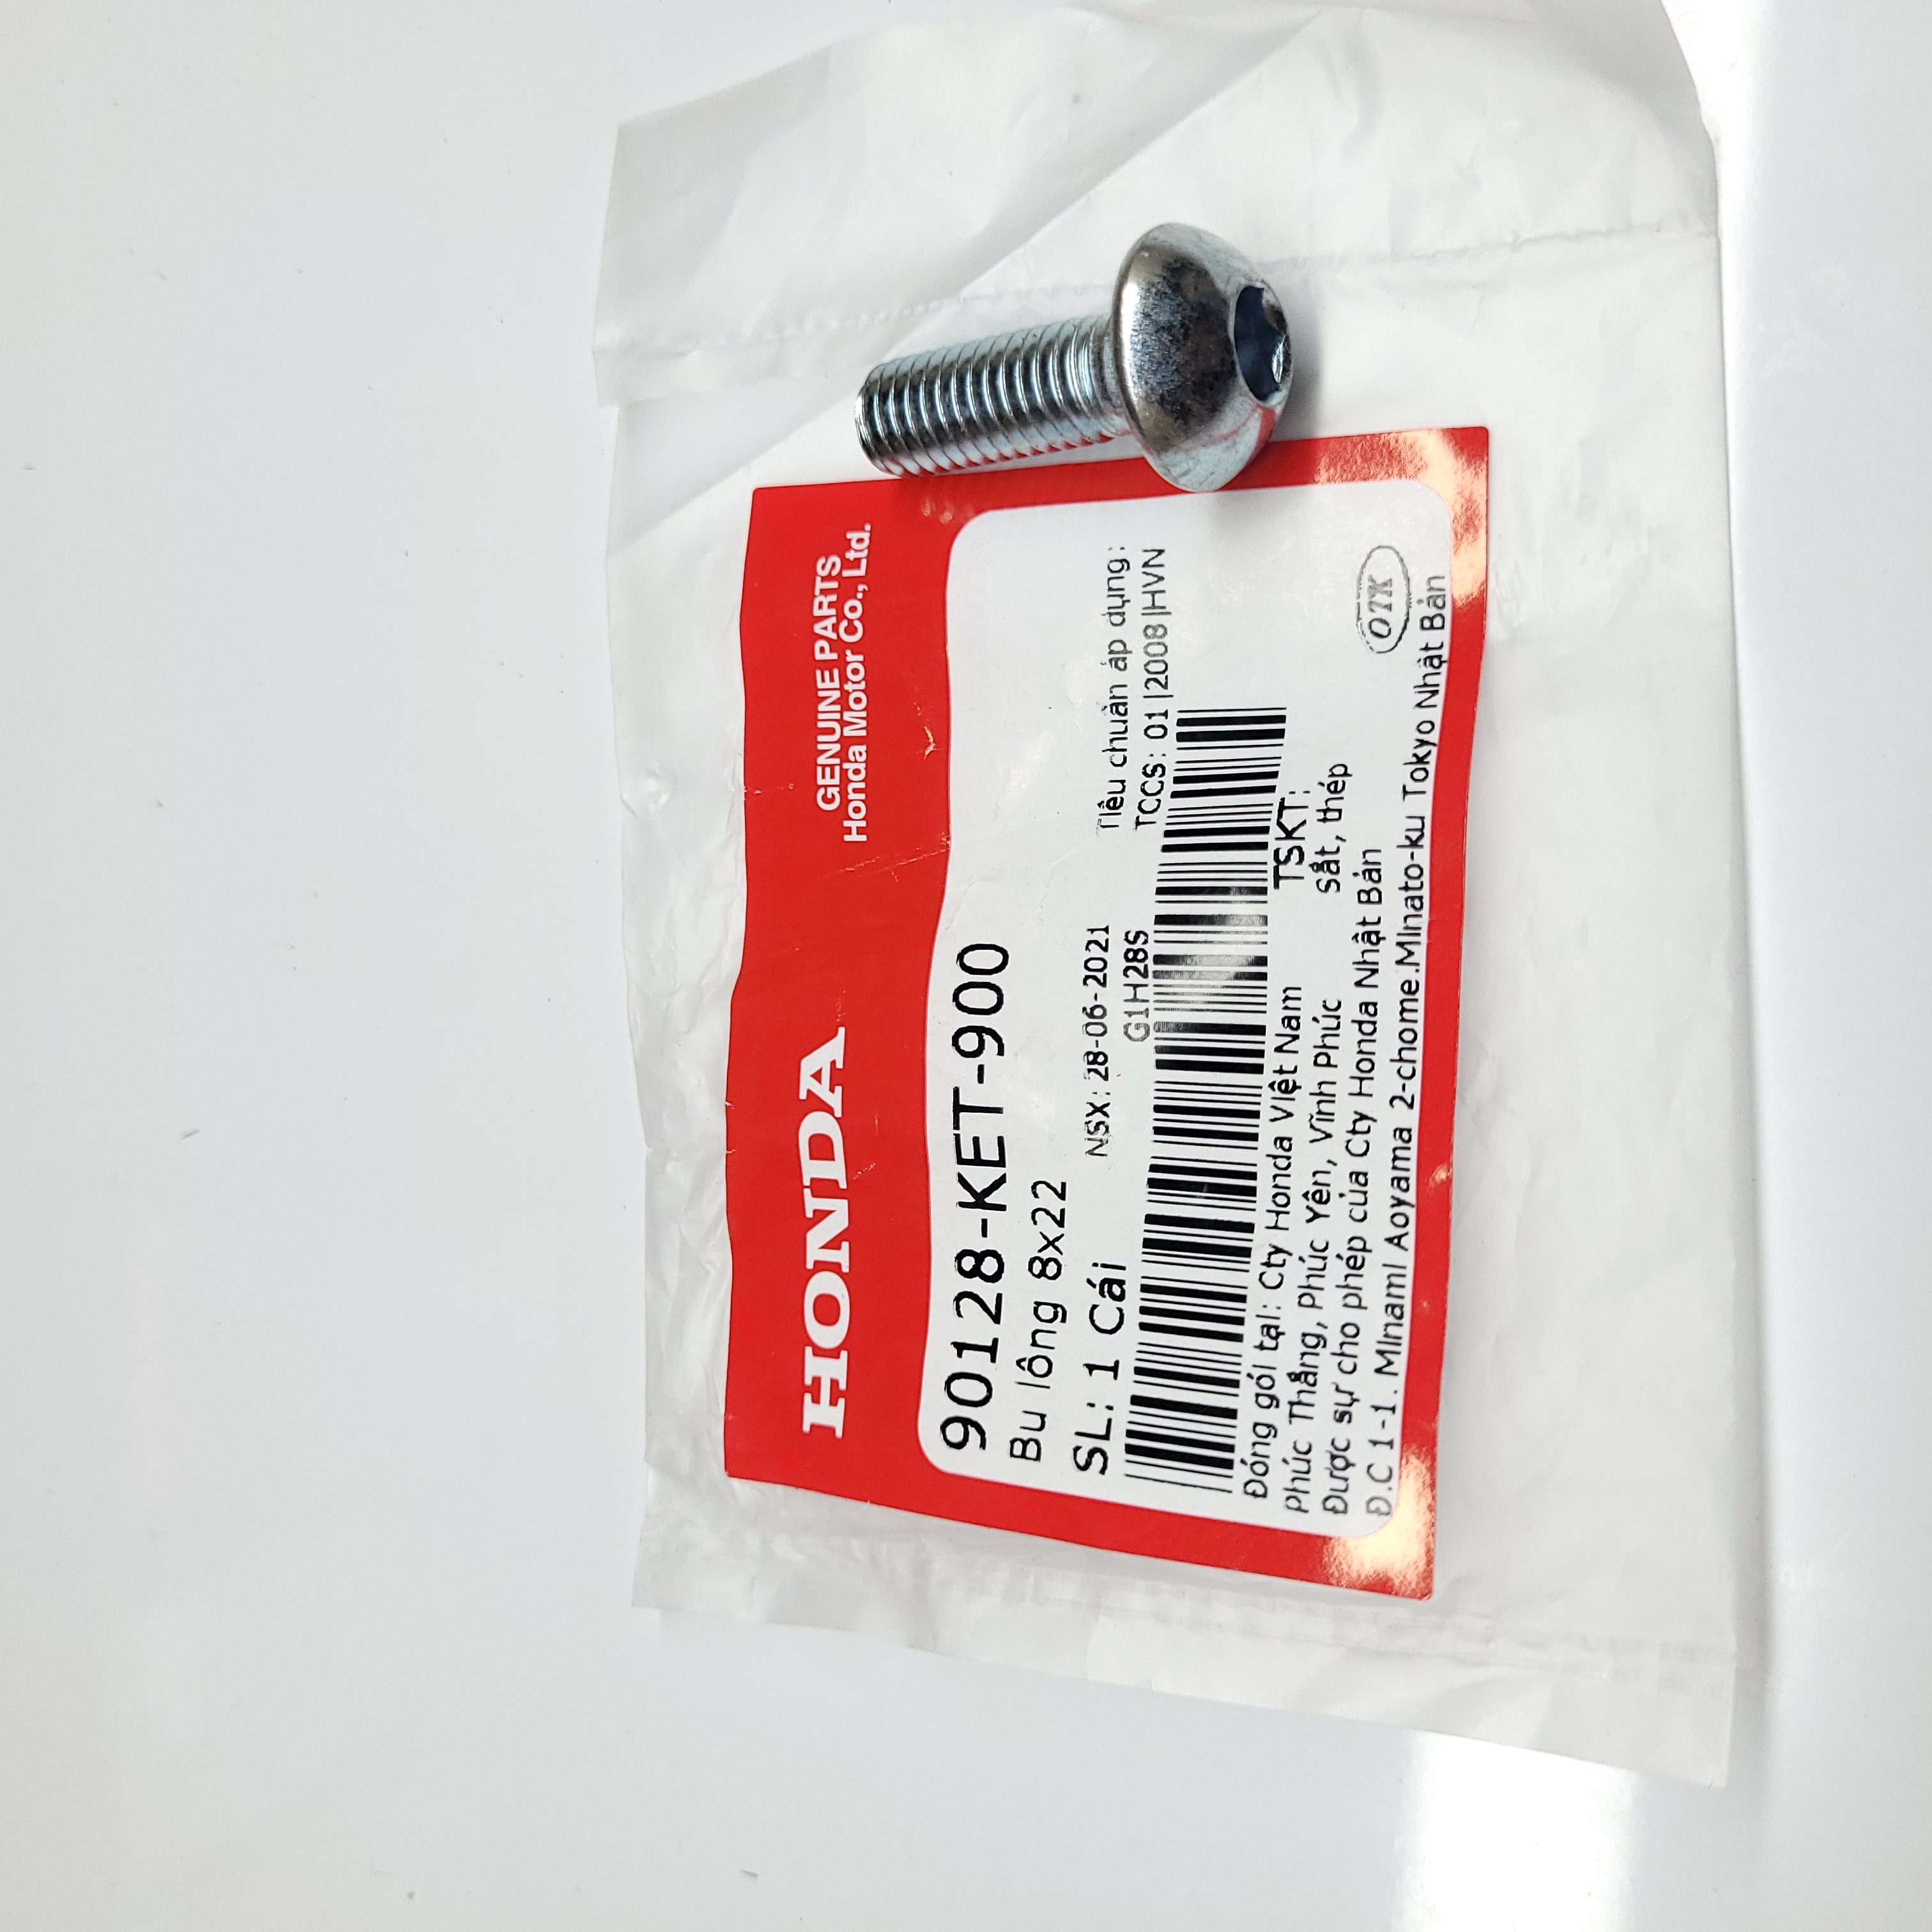 HONDA
GENUINE PARTS
Honda Motor Co., Ltd.
90128-KET-900
Bu lông 8x22
SL: 1 Cái
NSX: 28-06-2021
G1H28S
Tiêu chuẩn áp dụng:
TCCS: 01|2008|HVN
Đóng gói tại: Cty Honda Việt Nam
Phúc Thắng, Phúc Yên, Vĩnh Phúc
Được sự cho phép của Cty Honda Nhật Bản
Đ.C 1-1. Minami Aoyama 2-chome.Minato-ku Tokyo Nhật Bản
TSKT:
sắt, thép
OTK